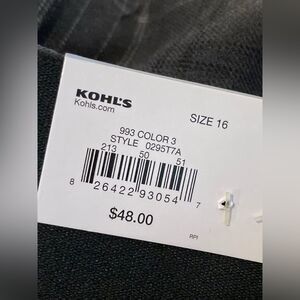 KOHL'S
Kohls.com
SIZE 16
993 COLOR 3
STYLE 0295T7A
213 50 51
8 26422 93054 7
$48.00
PPI